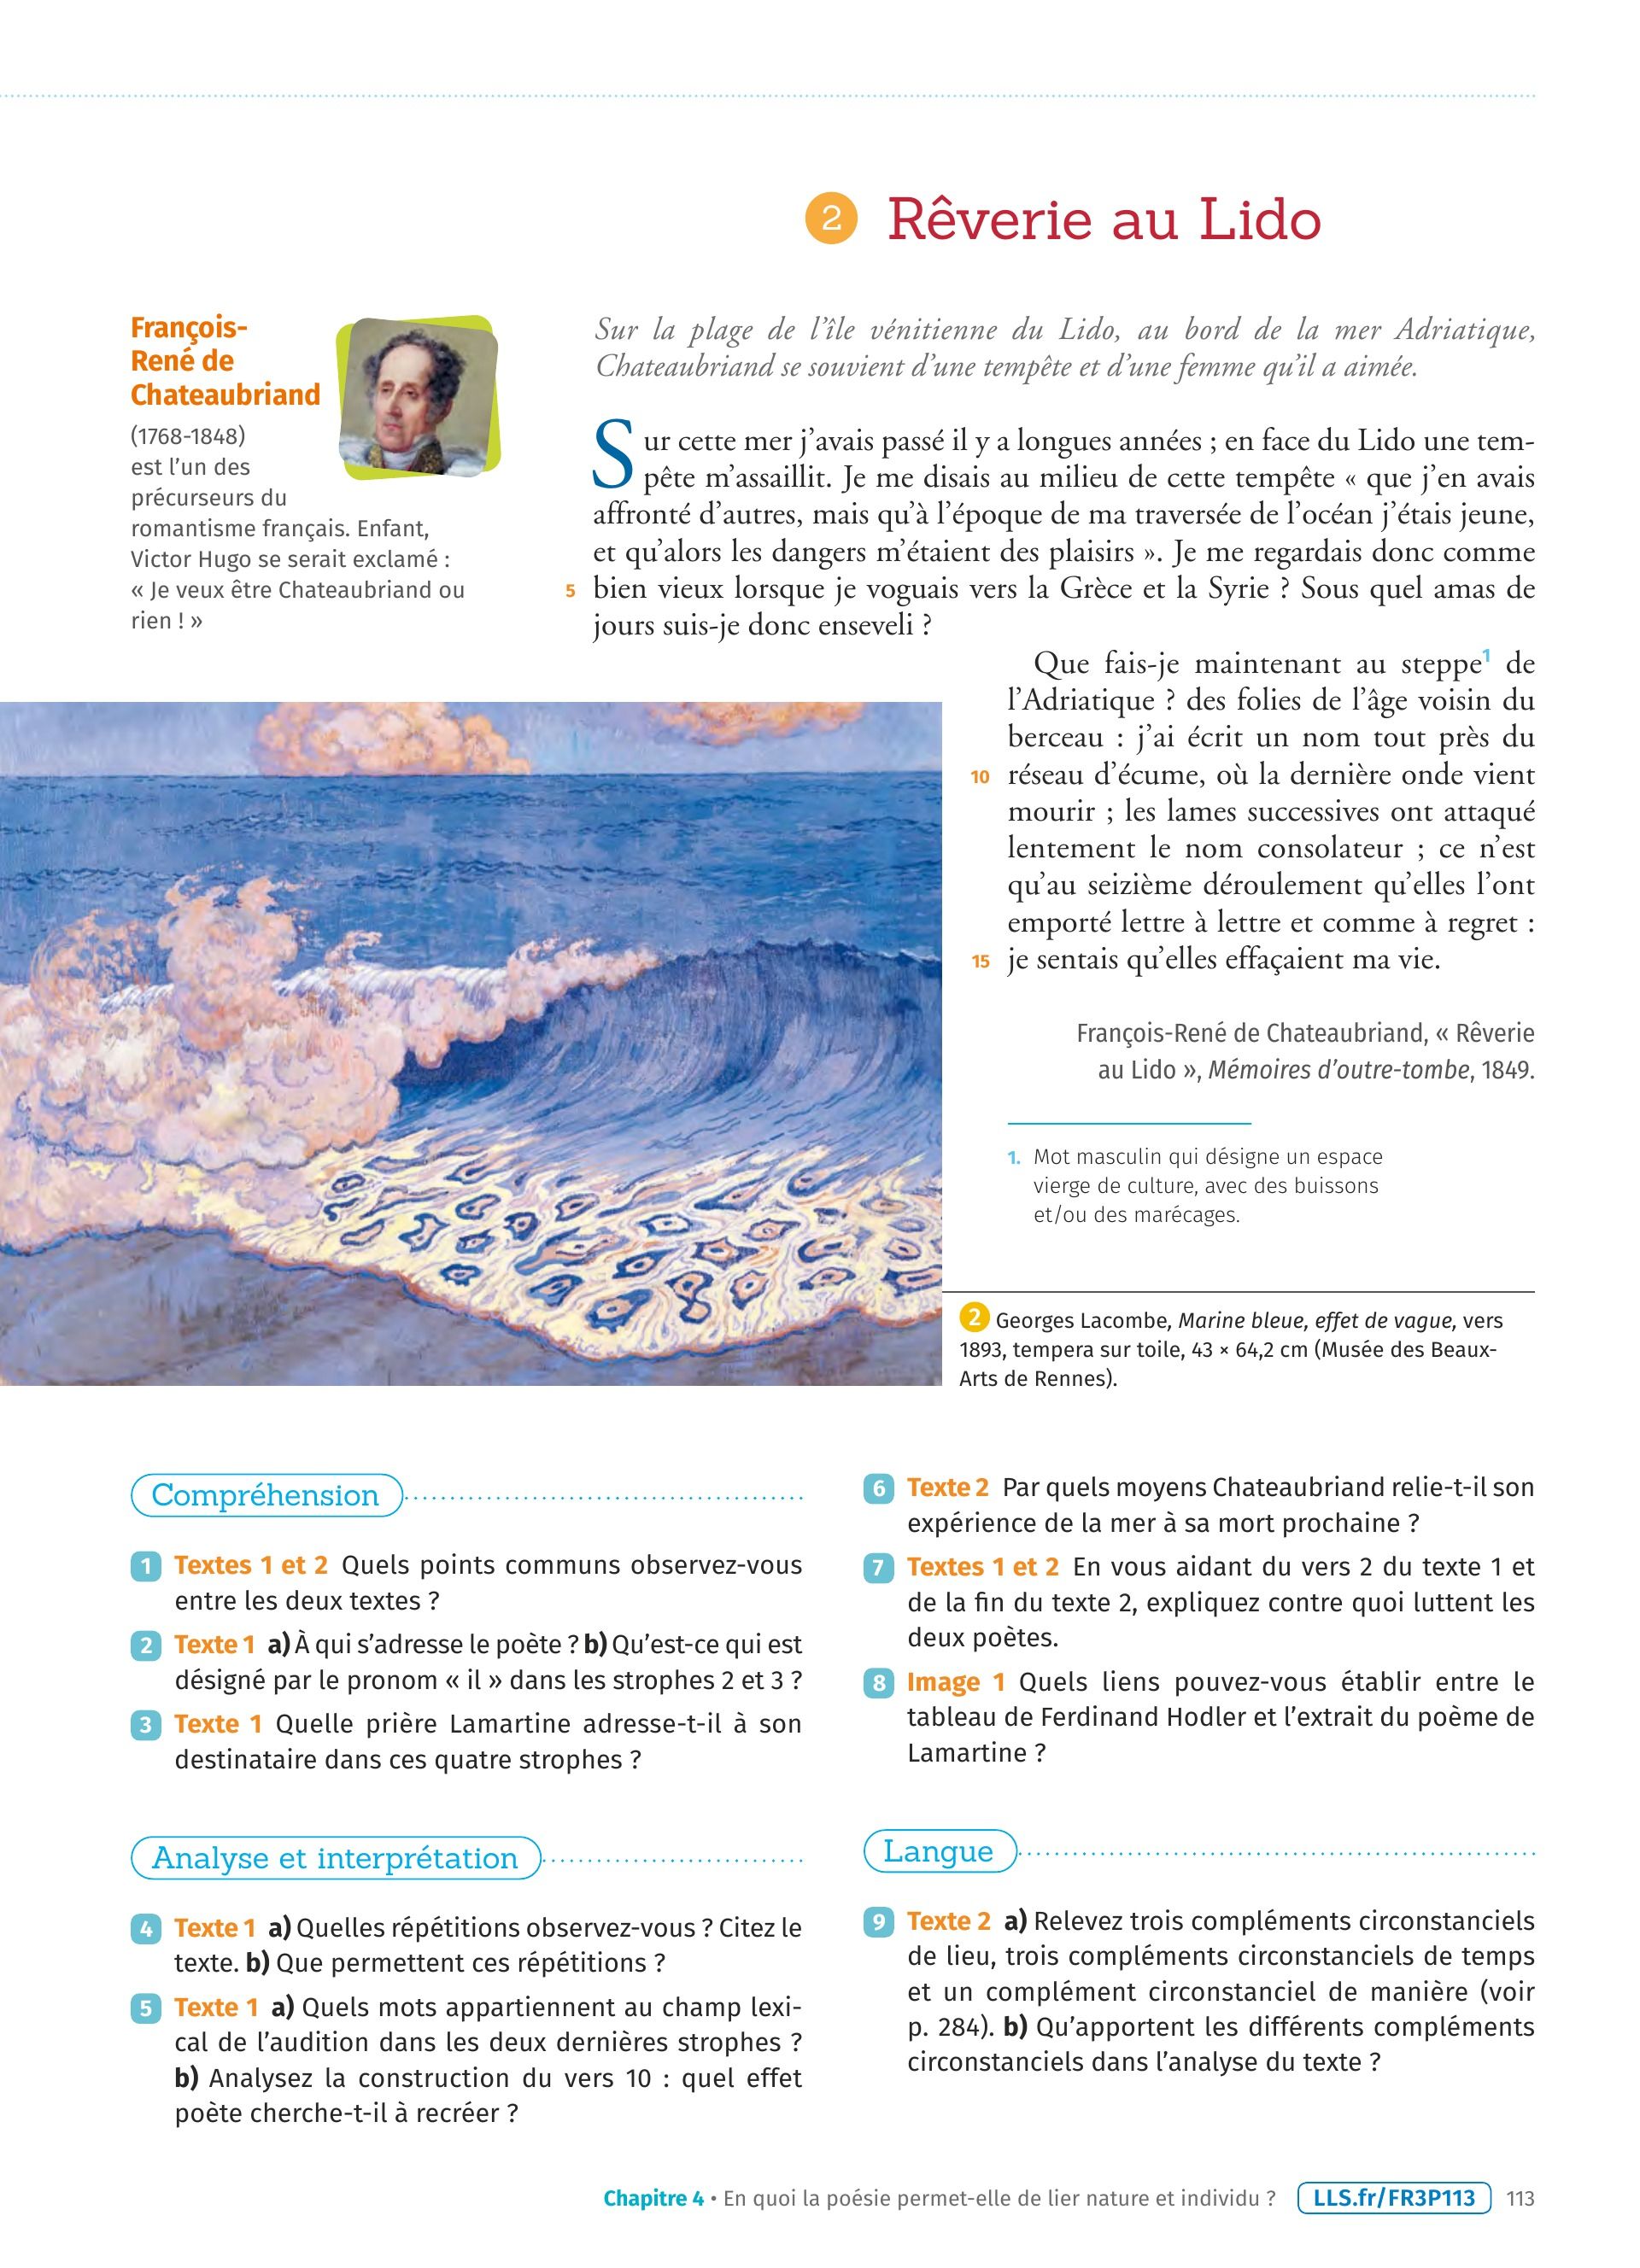 2 Rêverie au Lido
François-
René de
Chateaubriand
(1768-1848)
est l'un des
précurseurs du
romantisme français. Enfant,
Victor Hugo se serait exclamé :
« Je veux être Chateaubriand ou
rien ! »
Sur la plage de l'île vénitienne du Lido, au bord de la mer Adriatique,
Chateaubriand se souvient d'une tempête et d'une femme qu'il a aimée.
Sur cette mer j'avais passé il y a longues années ; en face du Lido une tem-
pête m'assaillit. Je me disais au milieu de cette tempête « que j'en avais
affronté d'autres, mais qu'à l'époque de ma traversée de l'océan j'étais jeune,
et qu'alors les dangers m'étaient des plaisirs ». Je me regardais donc comme
5 bien vieux lorsque je voguais vers la Grèce et la Syrie ? Sous quel amas de
jours suis-je donc enseveli ?
Que fais-je maintenant au steppe1 de
l'Adriatique ? des folies de l'âge voisin du
berceau : j'ai écrit un nom tout près du
10 réseau d'écume, où la dernière onde vient
mourir ; les lames successives ont attaqué
lentement le nom consolateur ; ce n'est
qu'au seizième déroulement qu'elles l'ont
emporté lettre à lettre et comme à regret :
15 je sentais qu'elles effaçaient ma vie.
François-René de Chateaubriand, « Rêverie
au Lido », Mémoires d'outre-tombe, 1849.
1. Mot masculin qui désigne un espace
vierge de culture, avec des buissons
et/ou des marécages.
2 Georges Lacombe, Marine bleue, effet de vague, vers
1893, tempera sur toile, 43 × 64,2 cm (Musée des Beaux-
Arts de Rennes).
Compréhension
1 Textes 1 et 2 Quels points communs observez-vous
entre les deux textes ?
2 Texte 1 a) À qui s'adresse le poète ? b) Qu'est-ce qui est
désigné par le pronom « il » dans les strophes 2 et 3 ?
3 Texte 1 Quelle prière Lamartine adresse-t-il à son
destinataire dans ces quatre strophes ?
Analyse et interprétation
4 Texte 1 a) Quelles répétitions observez-vous ? Citez le
texte. b) Que permettent ces répétitions ?
5 Texte 1 a) Quels mots appartiennent au champ lexi-
cal de l'audition dans les deux dernières strophes ?
b) Analysez la construction du vers 10 : quel effet
poète cherche-t-il à recréer ?
6 Texte 2 Par quels moyens Chateaubriand relie-t-il son
expérience de la mer à sa mort prochaine ?
7 Textes 1 et 2 En vous aidant du vers 2 du texte 1 et
de la fin du texte 2, expliquez contre quoi luttent les
deux poètes.
8 Image 1 Quels liens pouvez-vous établir entre le
tableau de Ferdinand Hodler et l'extrait du poème de
Lamartine ?
Langue
9 Texte 2 a) Relevez trois compléments circonstanciels
de lieu, trois compléments circonstanciels de temps
et un complément circonstanciel de manière (voir
p. 284). b) Qu'apportent les différents compléments
circonstanciels dans l'analyse du texte ?
Chapitre 4 • En quoi la poésie permet-elle de lier nature et individu ? LLS.fr/FR3P113 113